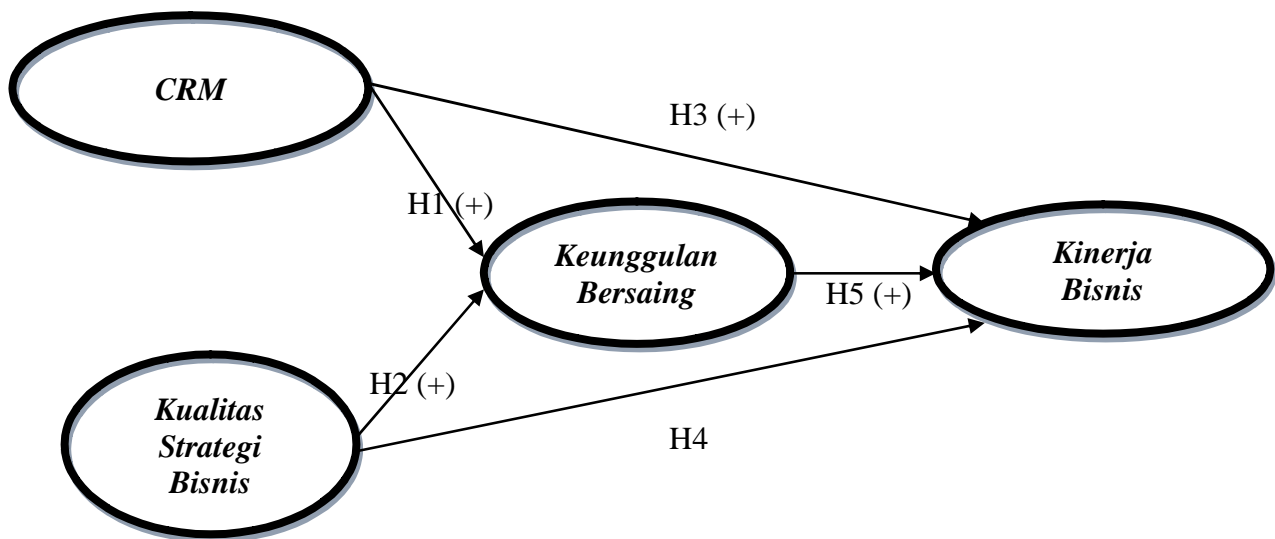 CRM
H3 (+)
H1 (+)
Keunggulan
Bersaing
Kinerja
Bisnis
H5 (+)
H2 (+)
Kualitas
Strategi
Bisnis
H4